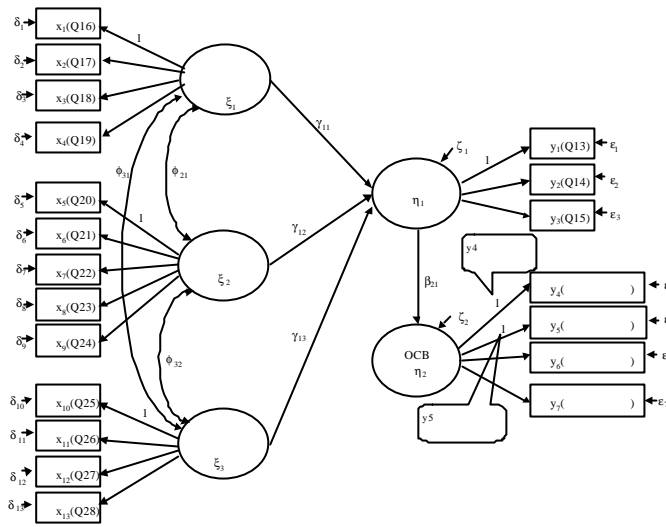 δ₁ x₁(Q16)
δ₂ x₂(Q17)
δ₃ x₃(Q18)
δ₄ x₄(Q19)
1
ξ₁
δ₅ x₅(Q20)
δ₆ x₆(Q21)
δ₇ x₇(Q22)
δ₈ x₈(Q23)
δ₉ x₉(Q24)
1
ξ₂
δ₁₀ x₁₀(Q25)
δ₁₁ x₁₁(Q26)
δ₁₂ x₁₂(Q27)
δ₁₃ x₁₃(Q28)
1
ξ₃
ϕ₃₁
ϕ₂₁
ϕ₃₂
γ₁₁
γ₁₂
γ₁₃
ζ₁
η₁
1
y₁(Q13) ε₁
y₂(Q14) ε₂
y₃(Q15) ε₃
β₂₁
ζ₂
OCB
η₂
y4
1
1
y5
y₄( ) ε
y₅( ) ε
y₆( ) ε
y₇( ) ε₇